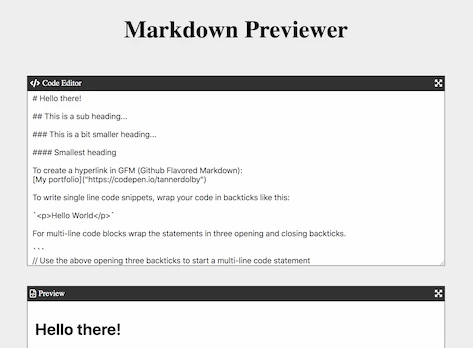 Markdown Previewer
Code Editor
# Hello there!
## This is a sub heading...
### This is a bit smaller heading...
#### Smallest heading
To create a hyperlink in GFM (Github Flavored Markdown):
[My portfolio]("https://codepen.io/tannerdolby")
To write single line code snippets, wrap your code in backticks like this:
`<p>Hello World</p>`
For multi-line code blocks wrap the statements in three opening and closing backticks.
```
// Use the above opening three backticks to start a multi-line code statement
Preview
Hello there!